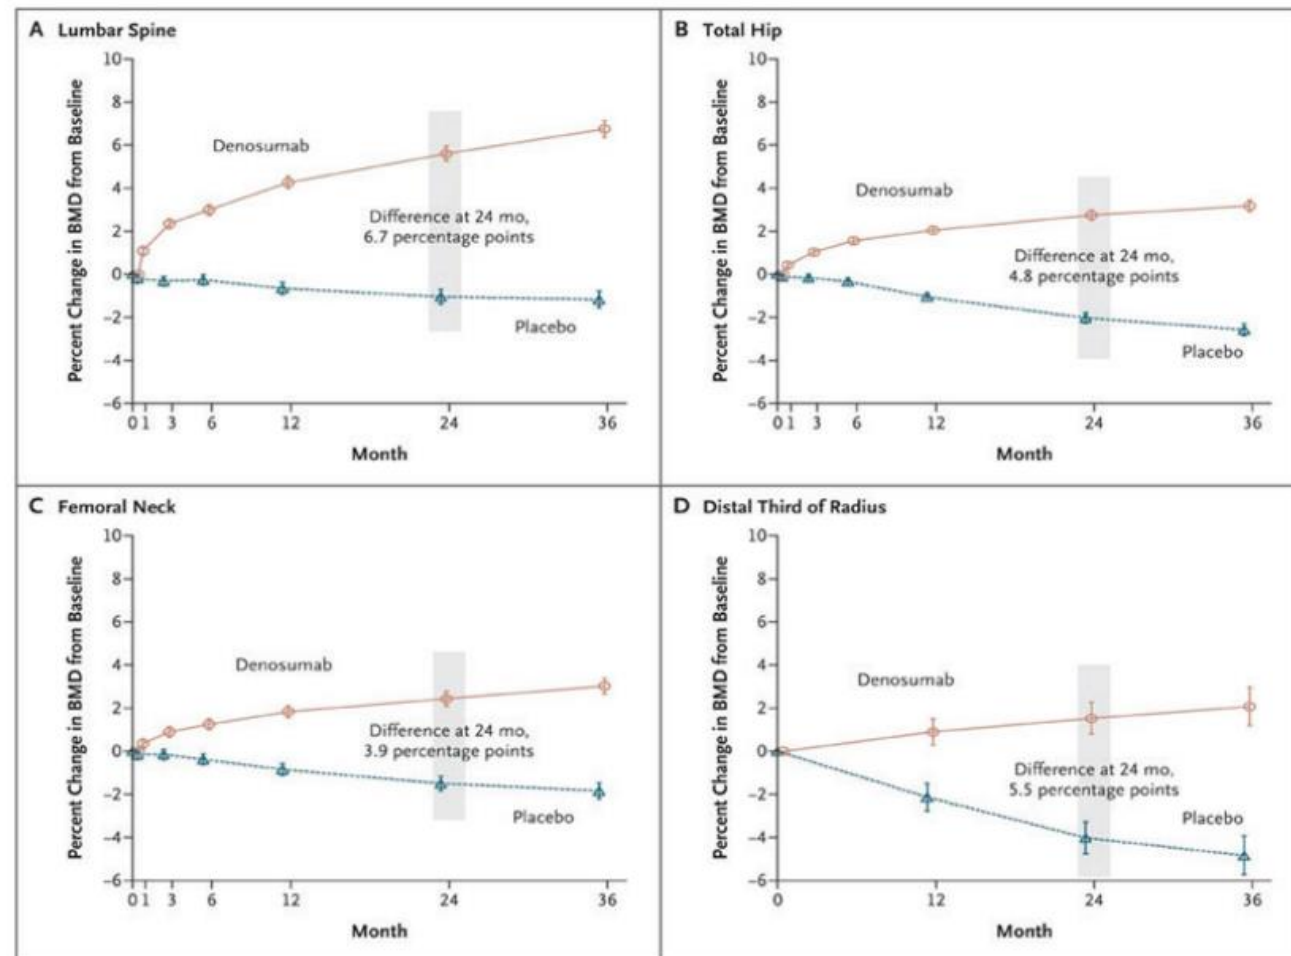 A Lumbar Spine
Percent Change in BMD from Baseline
10
8
6
4
2
0
−2
−4
−6
Denosumab
Difference at 24 mo,
6.7 percentage points
Placebo
0 1 3 6 12 24 36
Month
B Total Hip
Percent Change in BMD from Baseline
10
8
6
4
2
0
−2
−4
−6
Denosumab
Difference at 24 mo,
4.8 percentage points
Placebo
0 1 3 6 12 24 36
Month
C Femoral Neck
Percent Change in BMD from Baseline
10
8
6
4
2
0
−2
−4
−6
Denosumab
Difference at 24 mo,
3.9 percentage points
Placebo
0 1 3 6 12 24 36
Month
D Distal Third of Radius
Percent Change in BMD from Baseline
10
8
6
4
2
0
−2
−4
−6
Denosumab
Difference at 24 mo,
5.5 percentage points
Placebo
0 12 24 36
Month